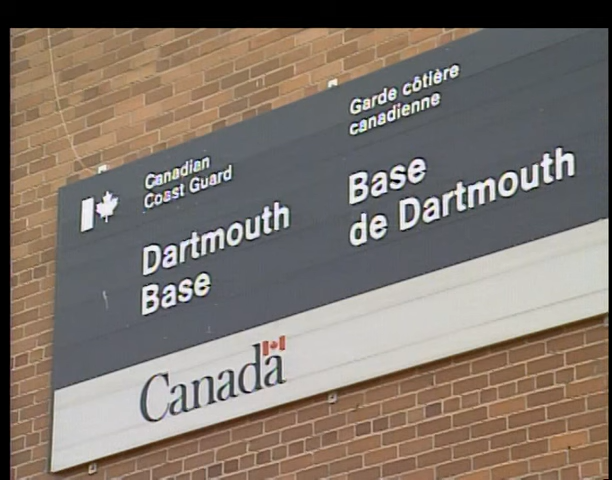 Canadian
Coast Guard
Garde côtière
canadienne
Dartmouth
Base
Base
de Dartmouth
Canada